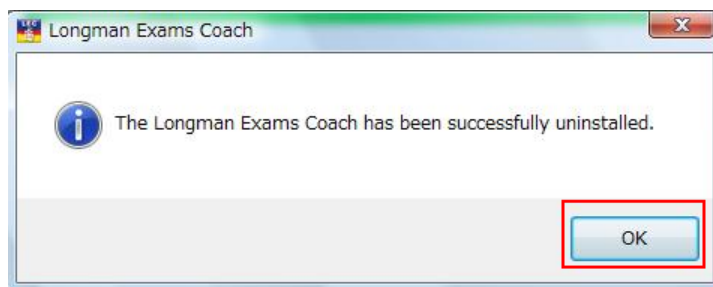 Longman Exams Coach
The Longman Exams Coach has been successfully uninstalled.
OK